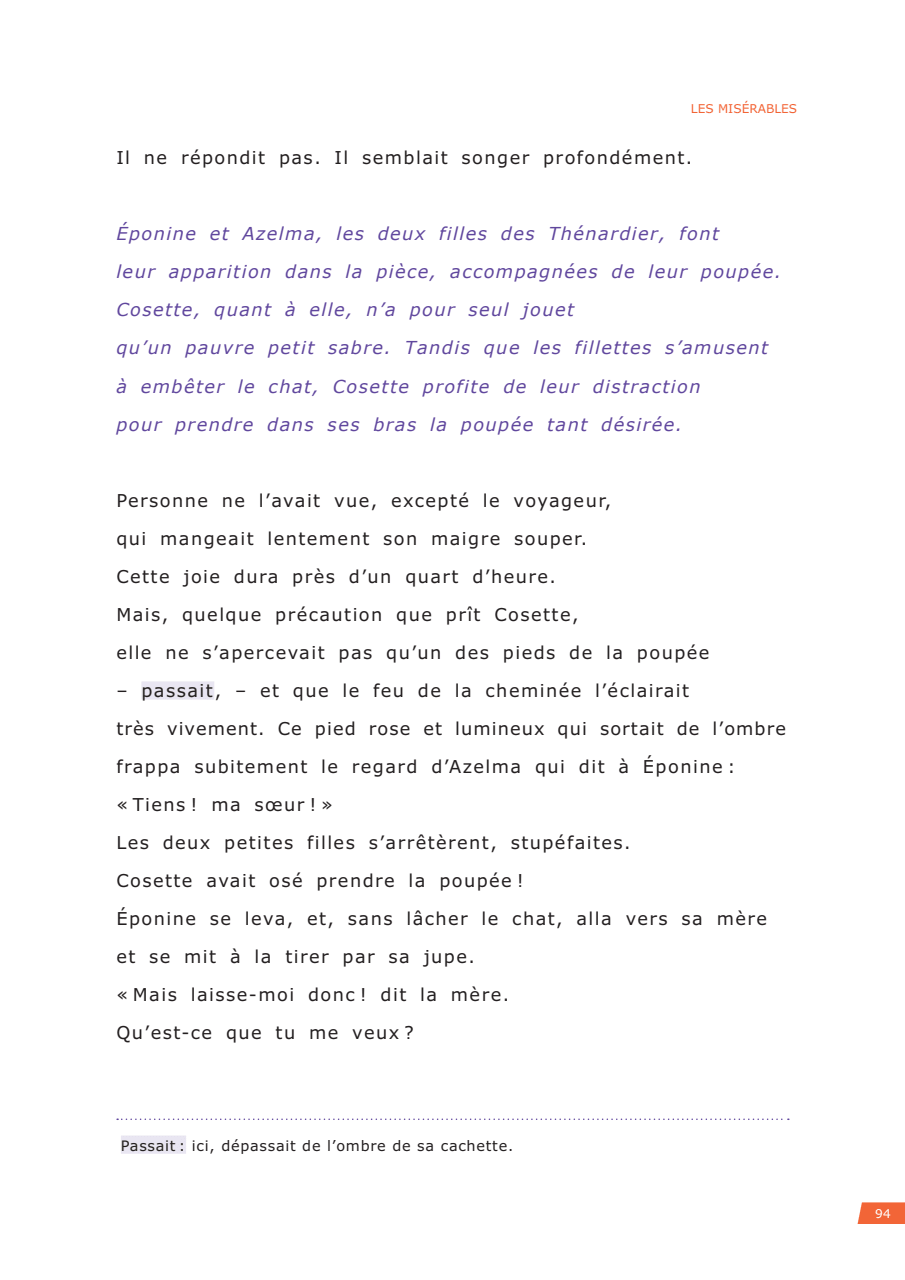 LES MISÉRABLES
Il ne répondit pas. Il semblait songer profondément.
Éponine et Azelma, les deux filles des Thénardier, font
leur apparition dans la pièce, accompagnées de leur poupée.
Cosette, quant à elle, n’a pour seul jouet
qu’un pauvre petit sabre. Tandis que les fillettes s’amusent
à embêter le chat, Cosette profite de leur distraction
pour prendre dans ses bras la poupée tant désirée.
Personne ne l’avait vue, excepté le voyageur,
qui mangeait lentement son maigre souper.
Cette joie dura près d’un quart d’heure.
Mais, quelque précaution que prît Cosette,
elle ne s’apercevait pas qu’un des pieds de la poupée
– passait, – et que le feu de la cheminée l’éclairait
très vivement. Ce pied rose et lumineux qui sortait de l’ombre
frappa subitement le regard d’Azelma qui dit à Éponine :
« Tiens ! ma sœur ! »
Les deux petites filles s’arrêtèrent, stupéfaites.
Cosette avait osé prendre la poupée !
Éponine se leva, et, sans lâcher le chat, alla vers sa mère
et se mit à la tirer par sa jupe.
« Mais laisse-moi donc ! dit la mère.
Qu’est-ce que tu me veux ?
Passait : ici, dépassait de l’ombre de sa cachette.
94